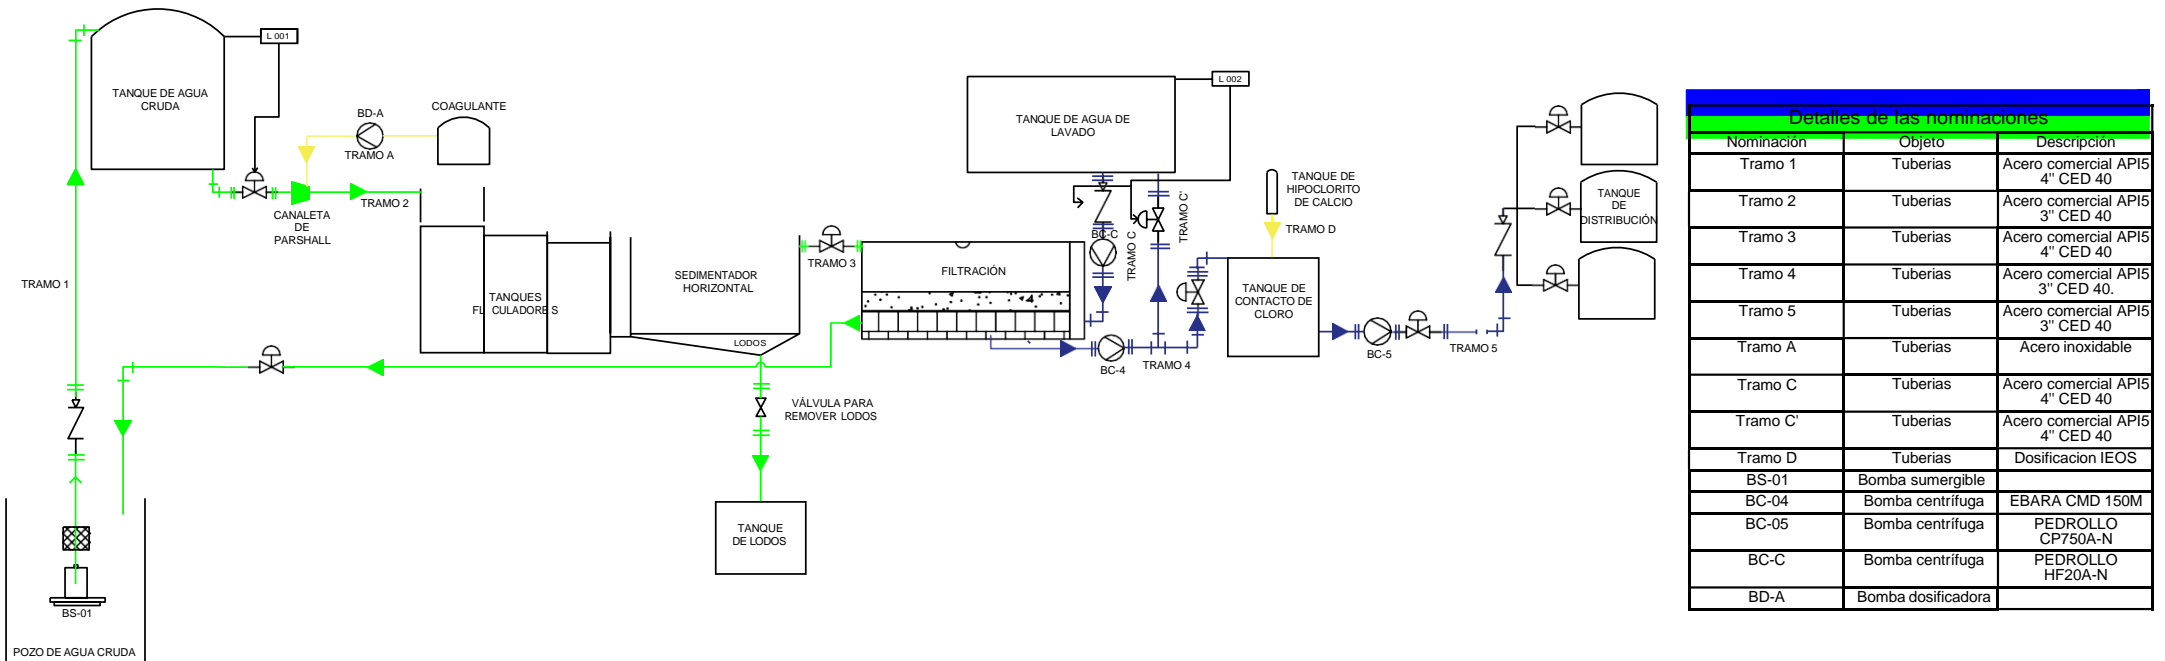 L 001
TANQUE DE AGUA
CRUDA
BD-A
TRAMO A
COAGULANTE
CANALETA
DE
PARSHALL
TRAMO 2
TRAMO 1
TANQUES
SEDIMENTADOR
HORIZONTAL
LODOS
TRAMO 3
FILTRACIÓN
VÁLVULA PARA
REMOVER LODOS
TANQUE
DE LODOS
BS-01
POZO DE AGUA CRUDA
TANQUE DE AGUA DE
LAVADO
L 002
BC-C
TRAMO C
TRAMO C'
BC-4
TRAMO 4
TANQUE DE
HIPOCLORITO
DE CALCIO
TRAMO D
TANQUE DE
CONTACTO DE
CLORO
BC-5
TRAMO 5
TANQUE
DE
DISTRIBUCIÓN
Detalles de las nominaciones
Nominación Objeto Descripción
Tramo 1 Tuberias Acero comercial API5
4" CED 40
Tramo 2 Tuberias Acero comercial API5
3" CED 40
Tramo 3 Tuberias Acero comercial API5
4" CED 40
Tramo 4 Tuberias Acero comercial API5
3" CED 40.
Tramo 5 Tuberias Acero comercial API5
3" CED 40
Tramo A Tuberias Acero inoxidable
Tramo C Tuberias Acero comercial API5
4" CED 40
Tramo C' Tuberias Acero comercial API5
4" CED 40
Tramo D Tuberias Dosificacion IEOS
BS-01 Bomba sumergible
BC-04 Bomba centrífuga EBARA CMD 150M
BC-05 Bomba centrífuga PEDROLLO
CP750A-N
BC-C Bomba centrífuga PEDROLLO
HF20A-N
BD-A Bomba dosificadora